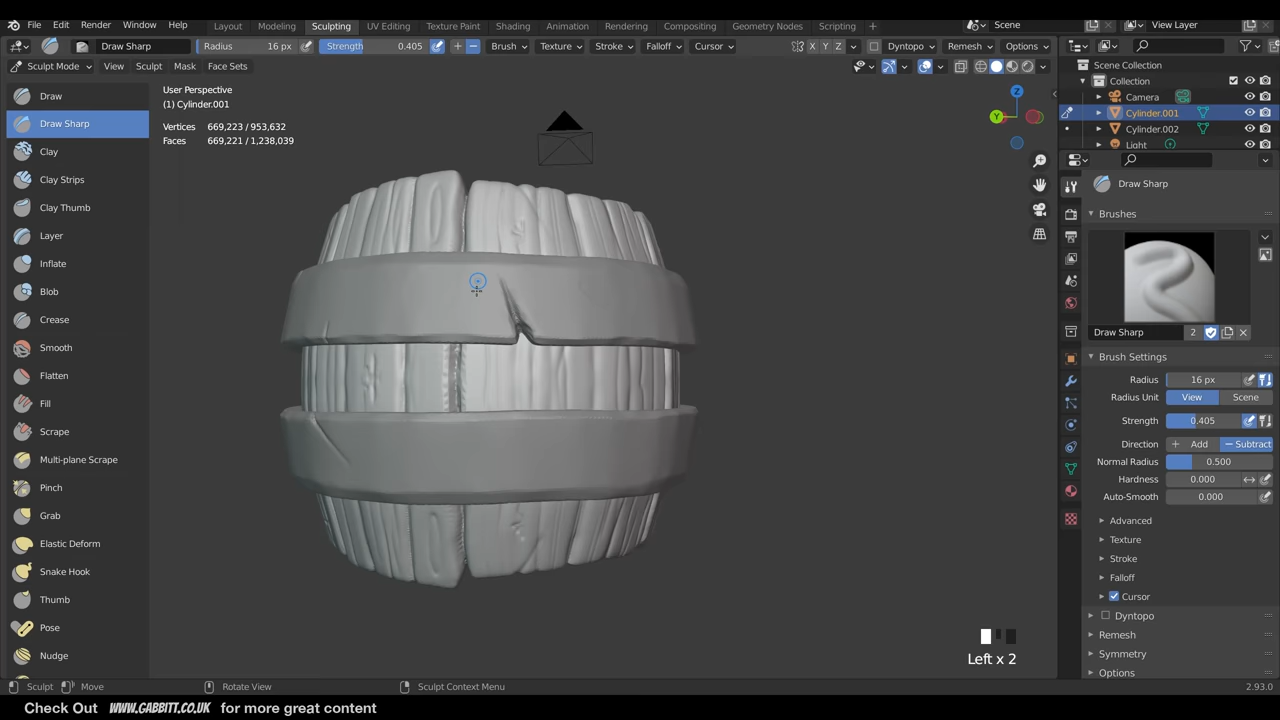 File Edit Render Window Help Layout Modeling Sculpting UV Editing Texture Paint Shading Animation Rendering Compositing Geometry Nodes Scripting + Scene View Layer
Draw Sharp Radius 16 px Strength 0.405 + − Brush Texture Stroke Falloff Cursor X Y Z Dyntopo Remesh Options
Sculpt Mode View Sculpt Mask Face Sets
Scene Collection
Collection
Camera
Cylinder.001
Cylinder.002
Light
User Perspective
(1) Cylinder.001
Vertices 669,223 / 953,632
Faces 669,221 / 1,238,039
Z
Y
Draw
Draw Sharp
Clay
Clay Strips
Clay Thumb
Layer
Inflate
Blob
Crease
Smooth
Flatten
Fill
Scrape
Multi-plane Scrape
Pinch
Grab
Elastic Deform
Snake Hook
Thumb
Pose
Nudge
Draw Sharp
Brushes
Draw Sharp 2
Brush Settings
Radius 16 px
Radius Unit View Scene
Strength 0.405
Direction + Add − Subtract
Normal Radius 0.500
Hardness 0.000
Auto-Smooth 0.000
Advanced
Texture
Stroke
Falloff
Cursor
Dyntopo
Remesh
Symmetry
Options
Left x 2
Sculpt Move Rotate View Sculpt Context Menu 2.93.0
Check Out www.gabbitt.co.uk for more great content